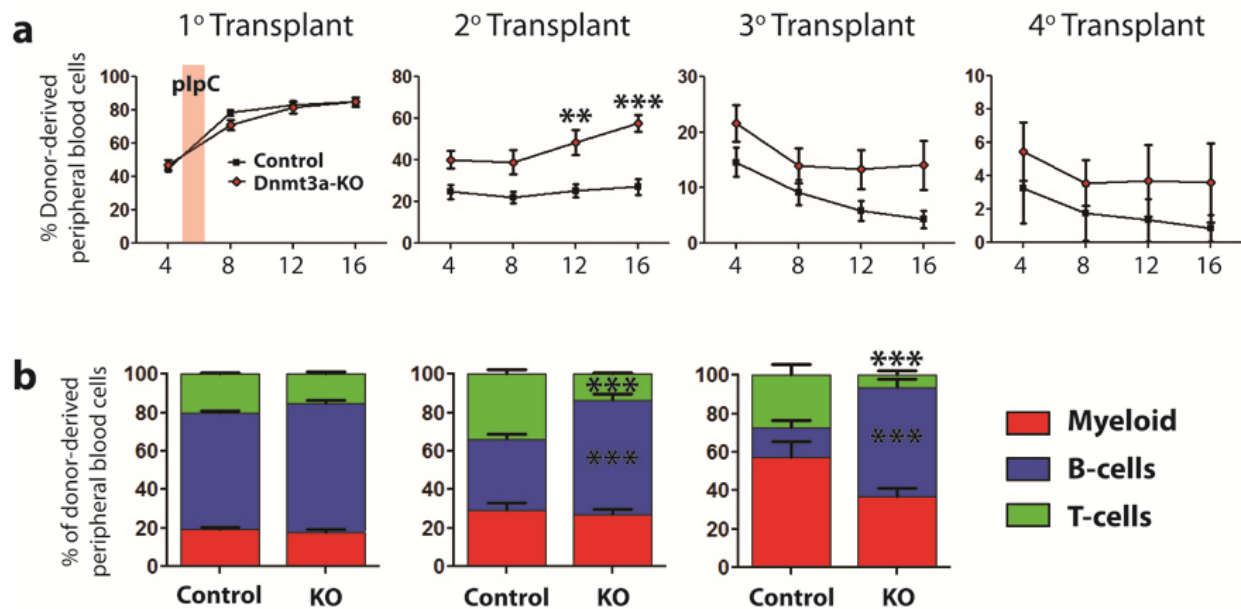 a
1º Transplant
2º Transplant
3º Transplant
4º Transplant
% Donor-derived
peripheral blood cells
100
80
60
40
20
0
pIpC
Control
Dnmt3a-KO
4 8 12 16
80
60
40
20
0
**
***
4 8 12 16
30
20
10
0
4 8 12 16
10
8
6
4
2
0
4 8 12 16
b
% of donor-derived
peripheral blood cells
100
80
60
40
20
0
Control KO
100
80
60
40
20
0
***
***
Control KO
100
80
60
40
20
0
***
***
Control KO
Myeloid
B-cells
T-cells